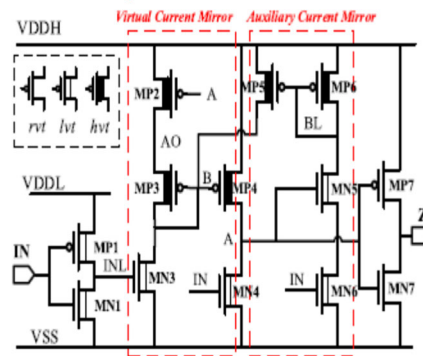 Virtual Current Mirror
Auxiliary Current Mirror
VDDH
MP2
A
MP5
MP6
rvt
lvt
hvt
AO
BL
MP3
B
MP4
MN5
MP7
VDDL
IN
MP1
A
Z
INL
MN3
IN
MN4
IN
MN6
MN7
MN1
VSS